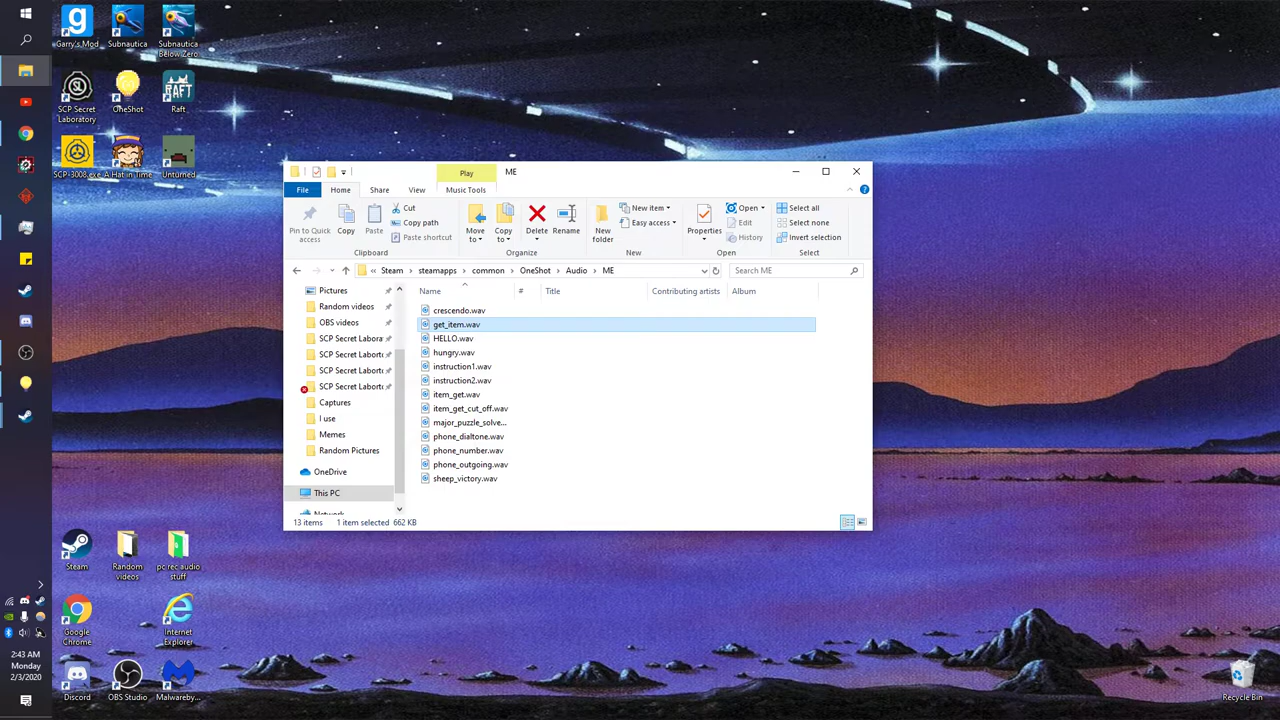 Garry's Mod
Subnautica
Subnautica
Below Zero
SCP Secret
Laboratory
OneShot
Raft
SCP-3008.exe
A Hat in Time
Unturned
Play
ME
File
Home
Share
View
Music Tools
Pin to Quick
access
Copy
Paste
Cut
Copy path
Paste shortcut
Clipboard
Move
to
Copy
to
Delete
Rename
Organize
New
folder
New item
Easy access
New
Properties
Open
Edit
History
Open
Select all
Select none
Invert selection
Select
« Steam > steamapps > common > OneShot > Audio > ME
Search ME
Name
#
Title
Contributing artists
Album
Pictures
Random videos
OBS videos
SCP Secret Labora
SCP Secret Labort
SCP Secret Labort
SCP Secret Labort
Captures
I use
Memes
Random Pictures
OneDrive
This PC
Network
crescendo.wav
get_item.wav
HELLO.wav
hungry.wav
instruction1.wav
instruction2.wav
item_get.wav
item_get_cut_off.wav
major_puzzle_solve...
phone_dialtone.wav
phone_number.wav
phone_outgoing.wav
sheep_victory.wav
13 items
1 item selected 662 KB
Steam
Random
videos
pc rec audio
stuff
Google
Chrome
Internet
Explorer
Discord
OBS Studio
Malwareby...
2:43 AM
Monday
2/3/2020
Recycle Bin